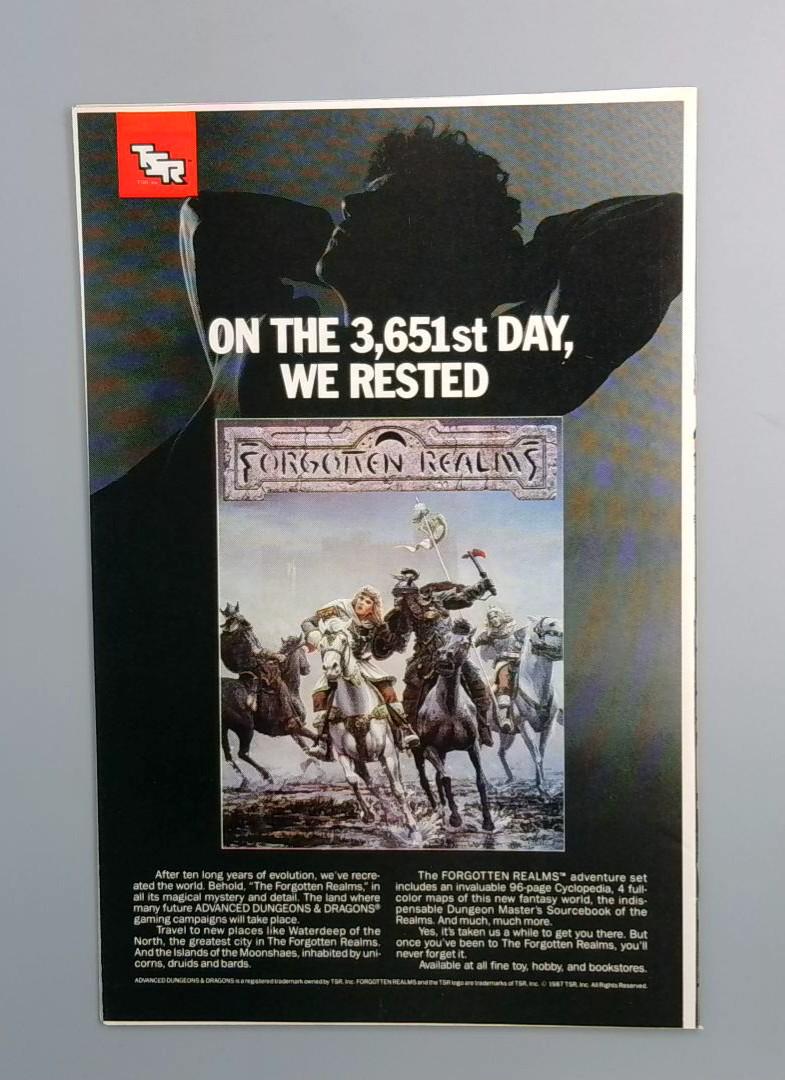 TSR™
TSR, Inc.
ON THE 3,651st DAY,
WE RESTED
FORGOTTEN REALMS
After ten long years of evolution, we've recre-
ated the world. Behold, "The Forgotten Realms," in
all its magical mystery and detail. The land where
many future ADVANCED DUNGEONS & DRAGONS®
gaming campaigns will take place.
Travel to new places like Waterdeep of the
North, the greatest city in The Forgotten Realms.
And the Islands of the Moonshaes, inhabited by uni-
corns, druids and bards.
The FORGOTTEN REALMS™ adventure set
includes an invaluable 96-page Cyclopedia, 4 full-
color maps of this new fantasy world, the indis-
pensable Dungeon Master's Sourcebook of the
Realms. And much, much more.
Yes, it's taken us a while to get you there. But
once you've been to The Forgotten Realms, you'll
never forget it.
Available at all fine toy, hobby, and bookstores.
ADVANCED DUNGEONS & DRAGONS is a registered trademark owned by TSR, Inc. FORGOTTEN REALMS and the TSR logo are trademarks of TSR, Inc. © 1987 TSR, Inc. All Rights Reserved.